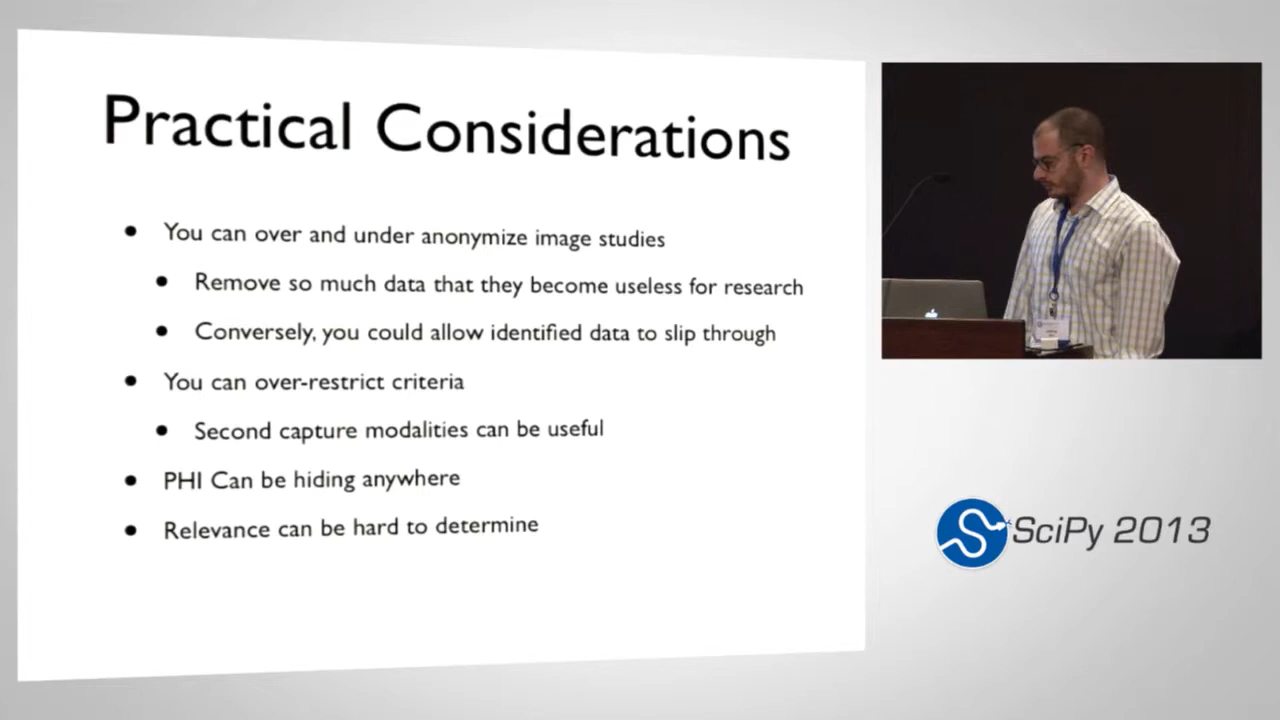 Practical Considerations
You can over and under anonymize image studies
Remove so much data that they become useless for research
Conversely, you could allow identified data to slip through
You can over-restrict criteria
Second capture modalities can be useful
PHI Can be hiding anywhere
Relevance can be hard to determine
SciPy 2013